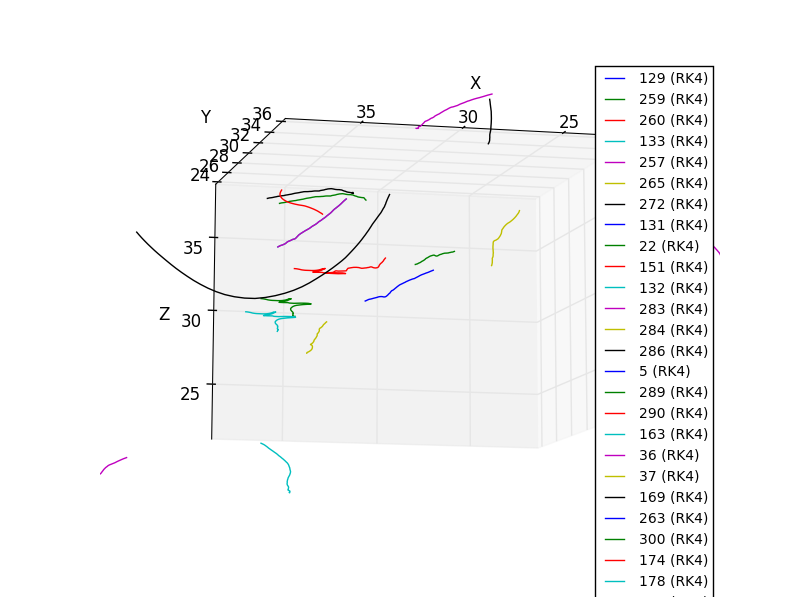 X
Y
36
34
32
30
28
26
24
35
30
25
35
Z
30
25
129 (RK4)
259 (RK4)
260 (RK4)
133 (RK4)
257 (RK4)
265 (RK4)
272 (RK4)
131 (RK4)
22 (RK4)
151 (RK4)
132 (RK4)
283 (RK4)
284 (RK4)
286 (RK4)
5 (RK4)
289 (RK4)
290 (RK4)
163 (RK4)
36 (RK4)
37 (RK4)
169 (RK4)
263 (RK4)
300 (RK4)
174 (RK4)
178 (RK4)